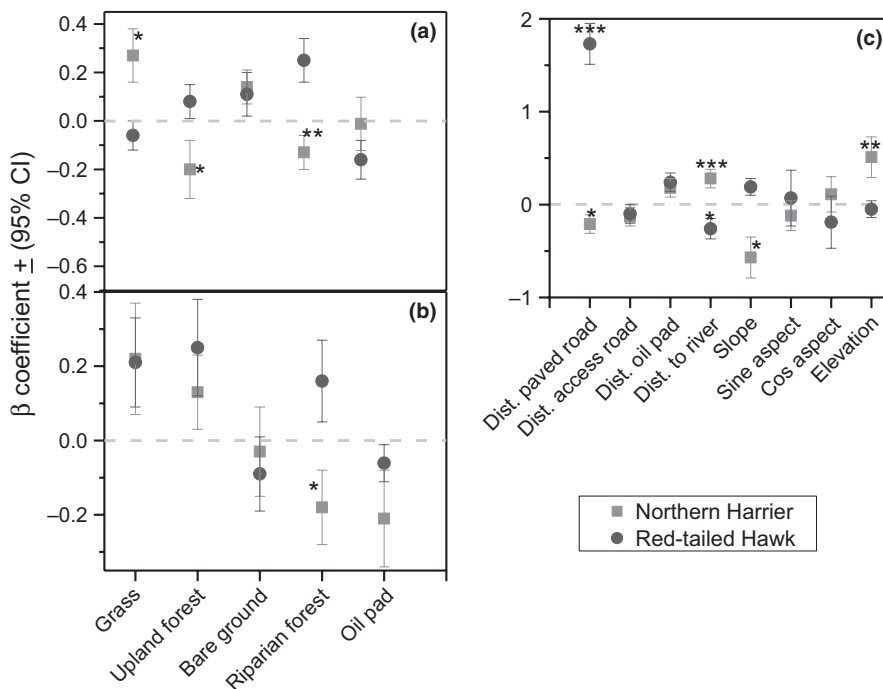 (a)
0.4
0.2
0.0
–0.2
–0.4
–0.6
*
*
**
(b)
0.4
0.2
0.0
–0.2
*
β coefficient ± (95% CI)
Grass
Upland forest
Bare ground
Riparian forest
Oil pad
(c)
2
1
0
–1
***
*
***
*
*
**
Dist. paved road
Dist. access road
Dist. oil pad
Dist. to river
Slope
Sine aspect
Cos aspect
Elevation
Northern Harrier
Red-tailed Hawk